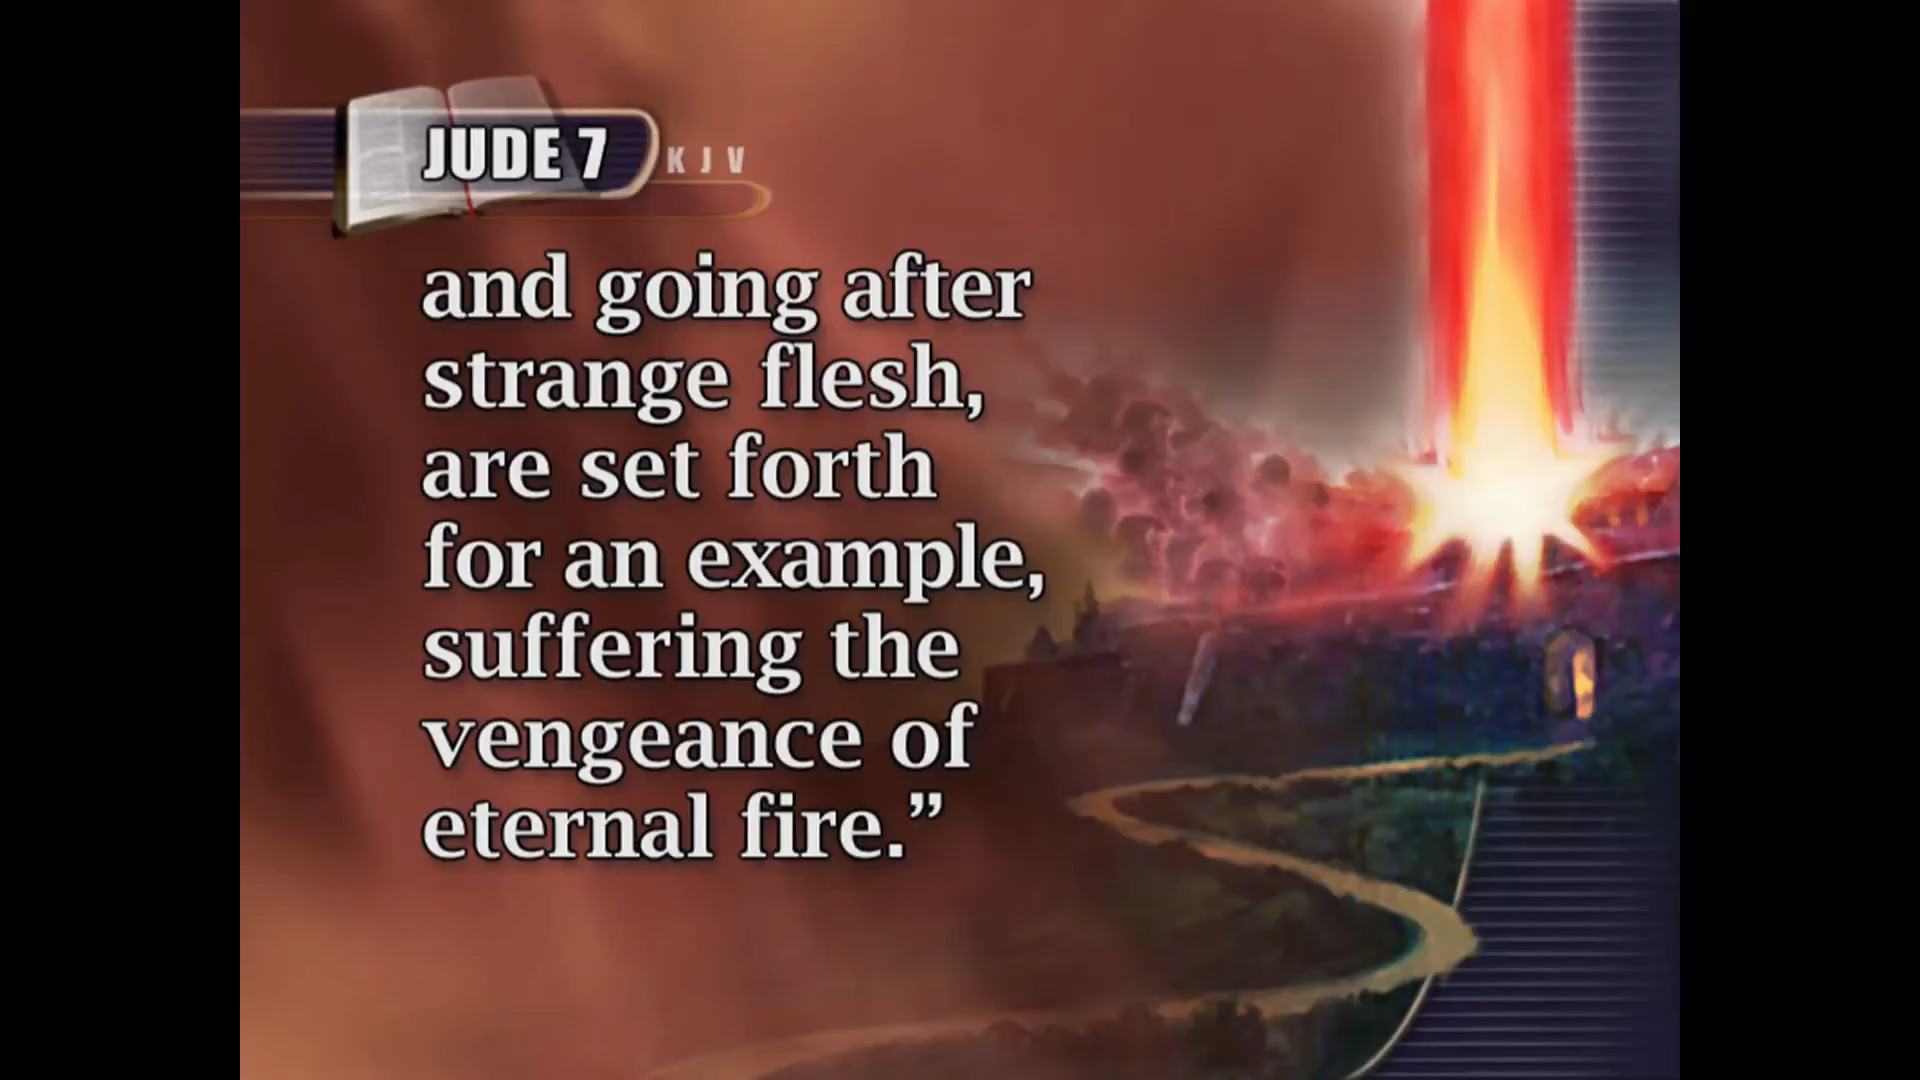 JUDE 7 KJV
and going after
strange flesh,
are set forth
for an example,
suffering the
vengeance of
eternal fire.”